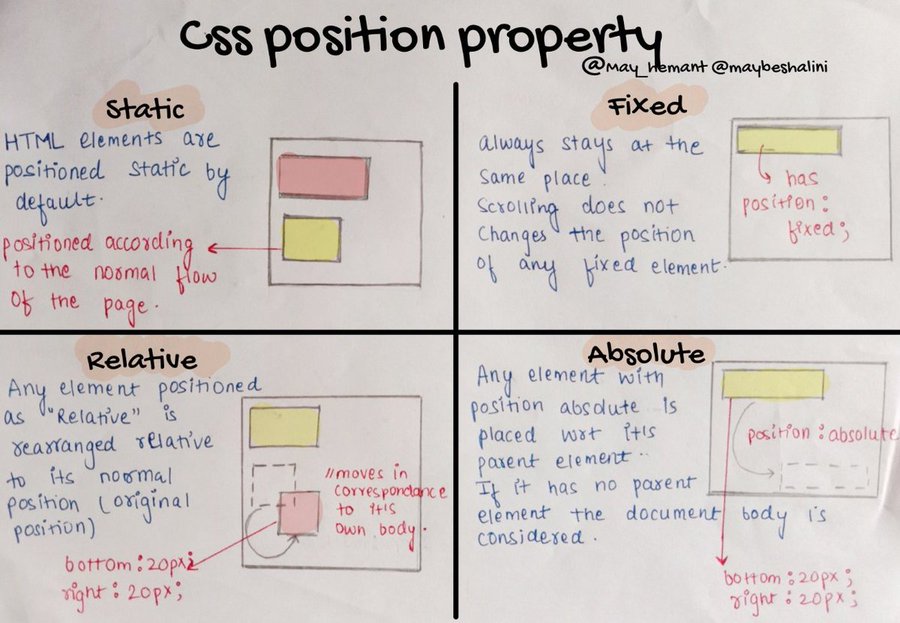 Css position property
@May_hemant @maybeshalini
Static
HTML elements are
positioned static by
default.
positioned according
to the normal flow
of the page.
Fixed
Always stays at the
same place.
Scrolling does not
changes the position
of any fixed element.
has
position:
fixed;
Relative
Any element positioned
as "Relative" is
rearranged relative
to its normal
position (original
position)
//moves in
correspondance
to it's
own body.
bottom:20px;
right: 20px;
Absolute
Any element with
position absolute is
placed wrt it's
parent element..
If it has no parent
element the document body is
considered.
position:absolute
bottom:20px;
right:20px;